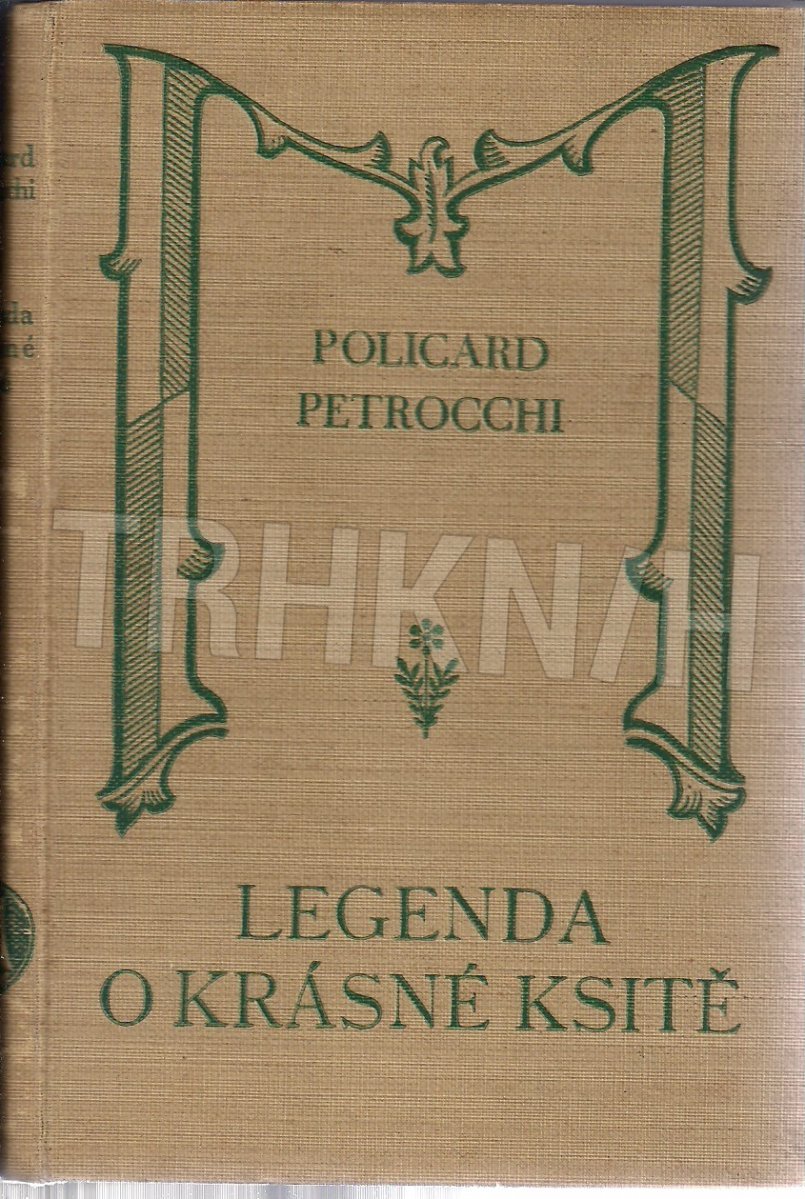 POLICARD
PETROCCHI
TRHKNIH
LEGENDA
O KRÁSNÉ KSITĚ